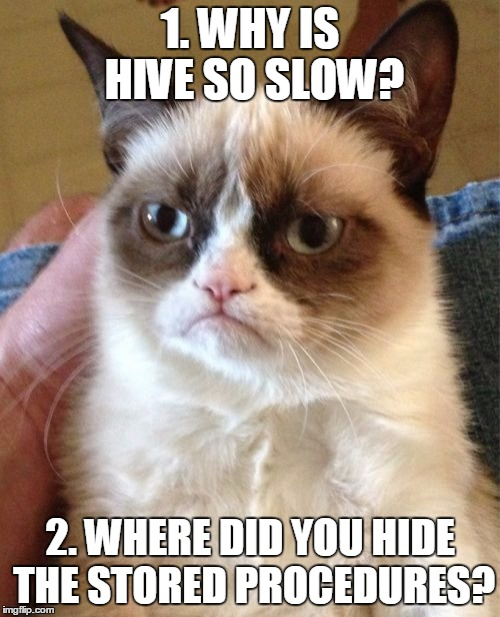 1. WHY IS
HIVE SO SLOW?
2. WHERE DID YOU HIDE
THE STORED PROCEDURES?
imgflip.com